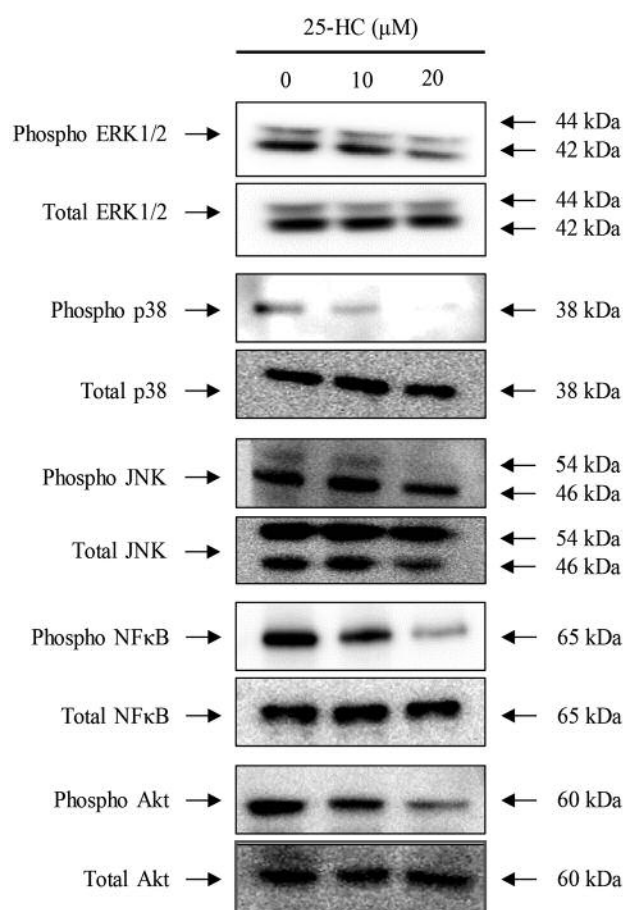 25-HC (μM)
0 10 20
Phospho ERK1/2 44 kDa
42 kDa
Total ERK1/2 44 kDa
42 kDa
Phospho p38 38 kDa
Total p38 38 kDa
Phospho JNK 54 kDa
46 kDa
Total JNK 54 kDa
46 kDa
Phospho NFκB 65 kDa
Total NFκB 65 kDa
Phospho Akt 60 kDa
Total Akt 60 kDa